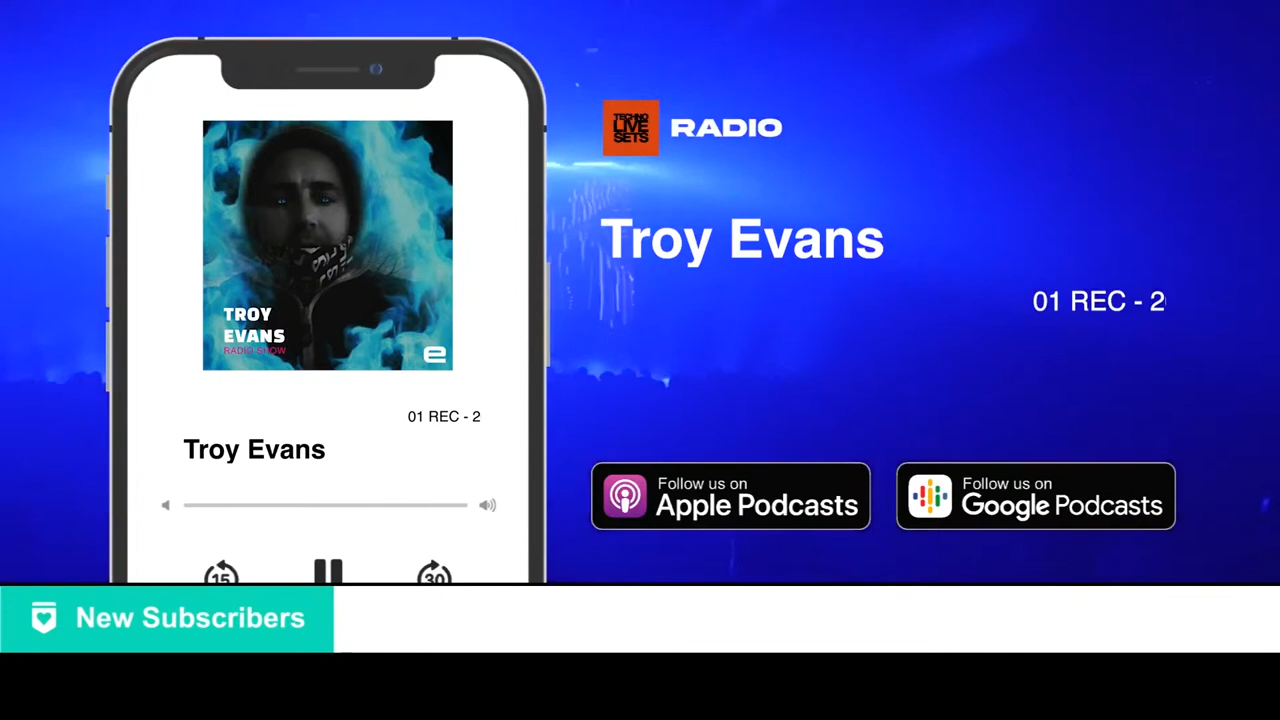 TECHNO
LIVE
SETS
RADIO
Troy Evans
01 REC - 2
TROY
EVANS
RADIO SHOW
e
01 REC - 2
Troy Evans
15
30
Follow us on
Apple Podcasts
Follow us on
Google Podcasts
New Subscribers